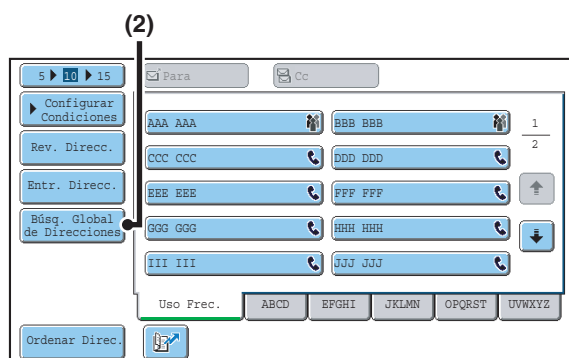 (2)
5 10 15
Para
Cc
Configurar
Condiciones
Rev. Direcc.
Entr. Direcc.
Búsq. Global
de Direcciones
AAA AAA
BBB BBB
CCC CCC
DDD DDD
EEE EEE
FFF FFF
GGG GGG
HHH HHH
III III
JJJ JJJ
1
2
Uso Frec.
ABCD
EFGHI
JKLMN
OPQRST
UVWXYZ
Ordenar Direc.